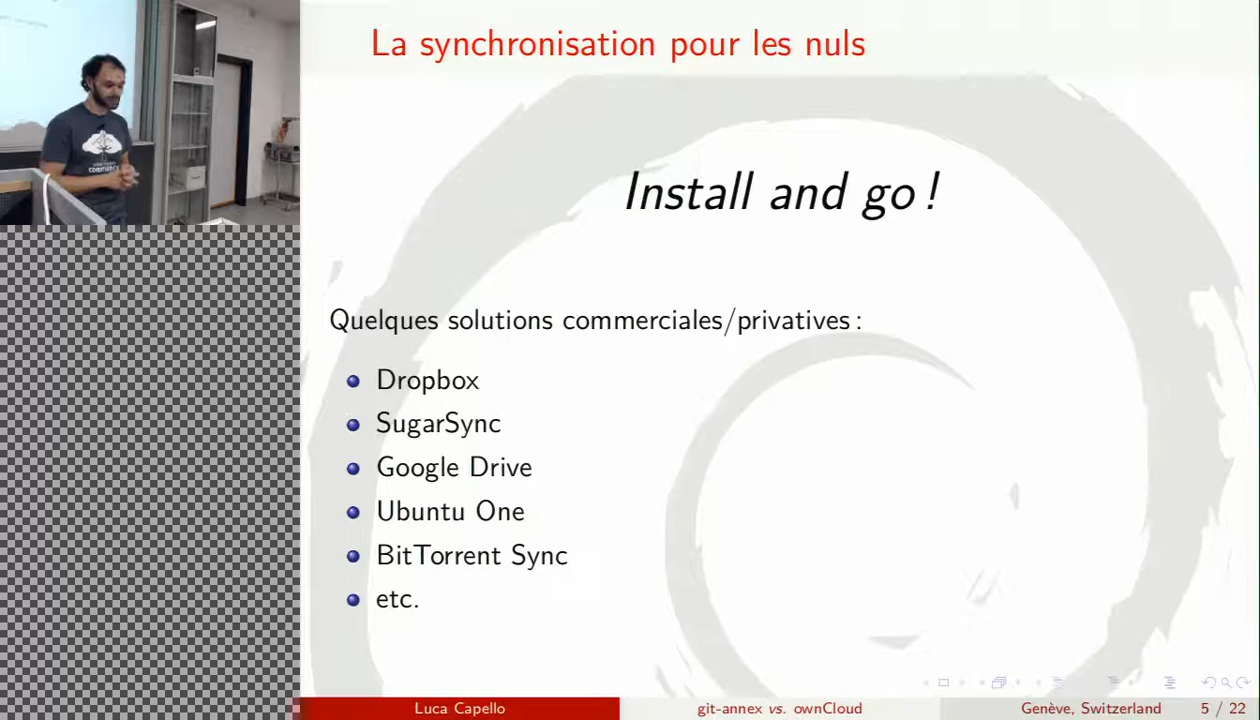 La synchronisation pour les nuls
Install and go !
Quelques solutions commerciales/privatives :
Dropbox
SugarSync
Google Drive
Ubuntu One
BitTorrent Sync
etc.
Luca Capello
git-annex vs. ownCloud
Genève, Switzerland
5 / 22